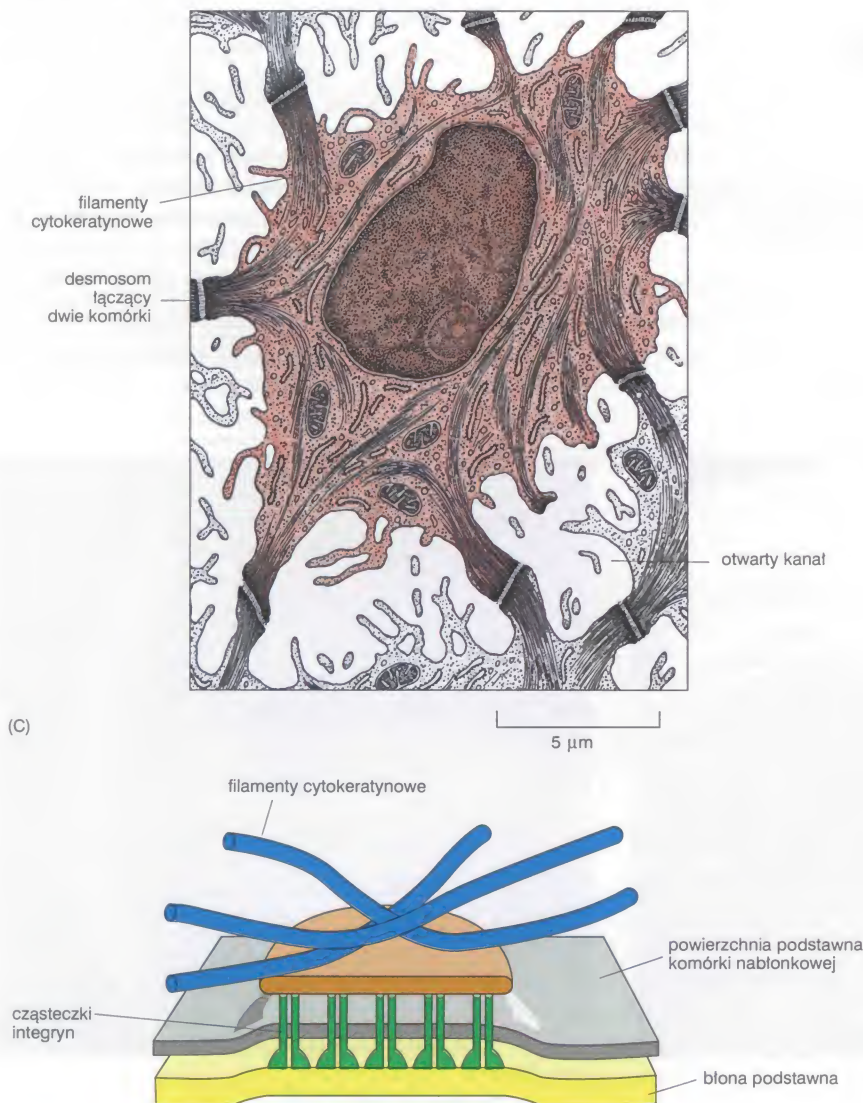 filamenty
cytokeratynowe
desmosom
łączący
dwie komórki
otwarty kanał
(C)
5 μm
filamenty cytokeratynowe
powierzchnia podstawna
komórki nabłonkowej
cząsteczki
integryn
błona podstawna